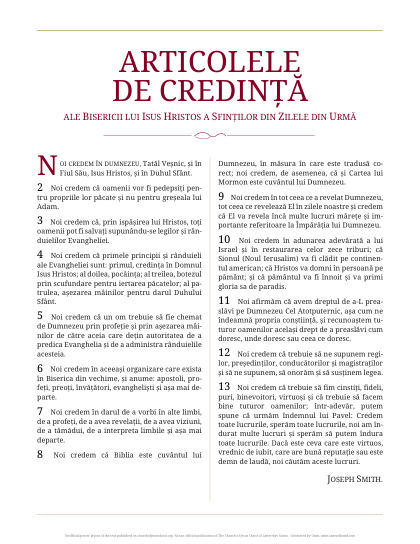 ARTICOLELE
DE CREDINȚĂ
ALE BISERICII LUI ISUS HRISTOS A SFINȚILOR DIN ZILELE DIN URMĂ
NOI CREDEM ÎN DUMNEZEU, Tatăl Veșnic, și în
Fiul Său, Isus Hristos, și în Duhul Sfânt.
2 Noi credem că oamenii vor fi pedepsiți pen-
tru propriile lor păcate și nu pentru greșeala lui
Adam.
3 Noi credem că, prin ispășirea lui Hristos, toți
oamenii pot fi salvați supunându-se legilor și rân-
duielilor Evangheliei.
4 Noi credem că primele principii și rânduieli
ale Evangheliei sunt: primul, credința în Domnul
Isus Hristos; al doilea, pocăința; al treilea, botezul
prin scufundare pentru iertarea păcatelor; al pa-
trulea, așezarea mâinilor pentru darul Duhului
Sfânt.
5 Noi credem că un om trebuie să fie chemat
de Dumnezeu prin profeție și prin așezarea mâi-
nilor de către aceia care dețin autoritatea de a
predica Evanghelia și de a administra rânduielile
acesteia.
6 Noi credem în aceeași organizare care exista
în Biserica din vechime, și anume: apostoli, pro-
feți, preoți, învățători, evangheliști și așa mai de-
parte.
7 Noi credem în darul de a vorbi în alte limbi,
de a profeți, de a avea revelații, de a avea viziuni,
de a tămădui, de a interpreta limbile și așa mai
departe.
8 Noi credem că Biblia este cuvântul lui
Dumnezeu, în măsura în care este tradusă co-
rect; noi credem, de asemenea, că și Cartea lui
Mormon este cuvântul lui Dumnezeu.
9 Noi credem în tot ceea ce a revelat Dumnezeu,
tot ceea ce revelează El în zilele noastre și credem
că El va revela încă multe lucruri mărețe și im-
portante referitoare la Împărăția lui Dumnezeu.
10 Noi credem în adunarea adevărată a lui
Israel și în restaurarea celor zece triburi; că
Sionul (Noul Ierusalim) va fi clădit pe continen-
tul american; că Hristos va domni în persoană pe
pământ; și că pământul va fi înnoit și va primi
gloria sa de paradis.
11 Noi afirmăm că avem dreptul de a-L prea-
slăvi pe Dumnezeu Cel Atotputernic, așa cum ne
îndeamnă propria conștiință, și recunoaștem tu-
turor oamenilor același drept de a preaslăvi cum
doresc, unde doresc sau ceea ce doresc.
12 Noi credem că trebuie să ne supunem regi-
lor, președinților, conducătorilor și magistraților
și să ne supunem, să onorăm și să susținem legea.
13 Noi credem că trebuie să fim cinstiți, fideli,
puri, binevoitori, virtuoși și că trebuie să facem
bine tuturor oamenilor; într-adevăr, putem
spune că urmăm îndemnul lui Pavel: Credem
toate lucrurile, sperăm toate lucrurile, noi am în-
durat multe lucruri și sperăm să putem îndura
toate lucrurile. Dacă este ceva care este virtuos,
vrednic de iubit, care are bună reputație sau este
demn de laudă, noi căutăm aceste lucruri.
JOSEPH SMITH.